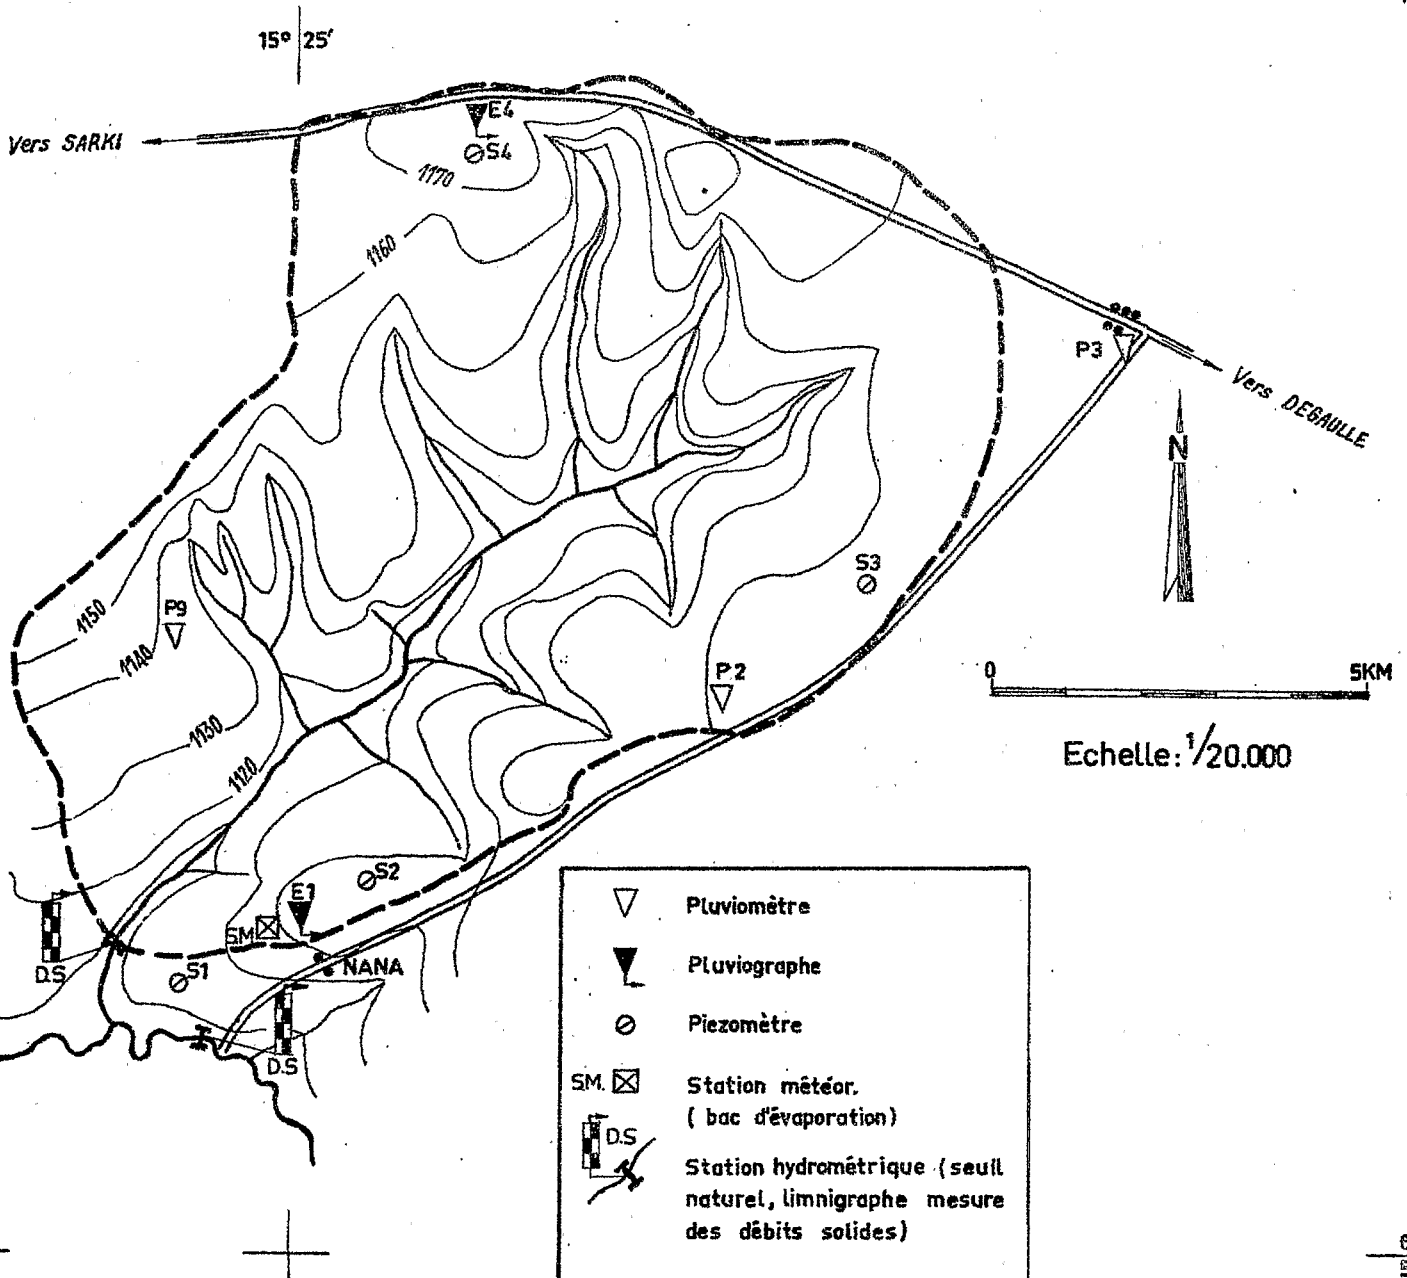 15° 25′
Vers SARKI
E4
S4
1170
1160
P3
Vers DEGAULLE
N
1150
P9
1140
S3
P2
0 5KM
Echelle: 1/20.000
1130
1120
S2
E1
S.M
D.S
S1
NANA
D.S
Pluviomètre
Pluviographe
Piezomètre
S.M. Station météor.
( bac d'évaporation)
D.S
Station hydrométrique (seuil
naturel, limnigraphe mesure
des débits solides)